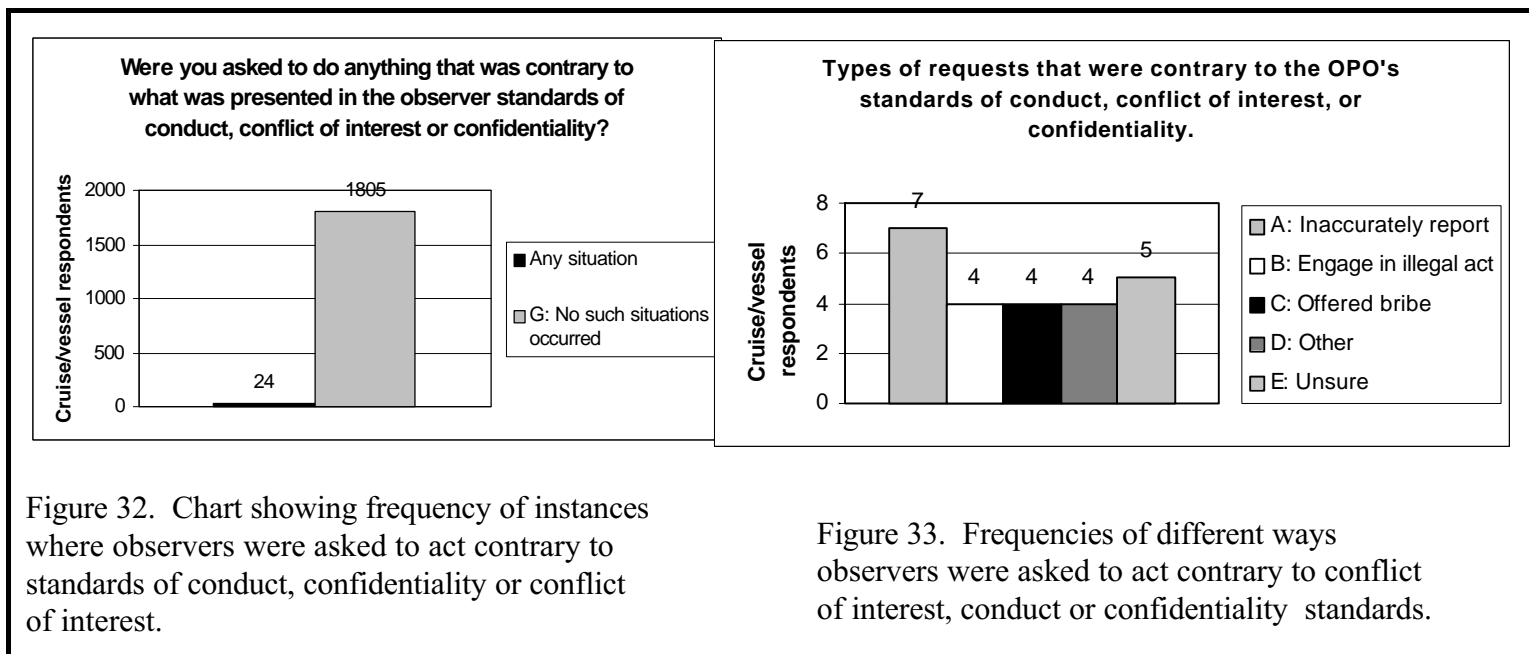 Were you asked to do anything that was contrary to
what was presented in the observer standards of
conduct, conflict of interest or confidentiality?
Cruise/vessel respondents
2000
1500
1000
500
0
24
1805
Any situation
G: No such situations
occurred
Types of requests that were contrary to the OPO's
standards of conduct, conflict of interest, or
confidentiality.
Cruise/vessel
respondents
8
6
4
2
0
7
4
4
4
5
A: Inaccurately report
B: Engage in illegal act
C: Offered bribe
D: Other
E: Unsure
Figure 32. Chart showing frequency of instances
where observers were asked to act contrary to
standards of conduct, confidentiality or conflict
of interest.
Figure 33. Frequencies of different ways
observers were asked to act contrary to conflict
of interest, conduct or confidentiality standards.